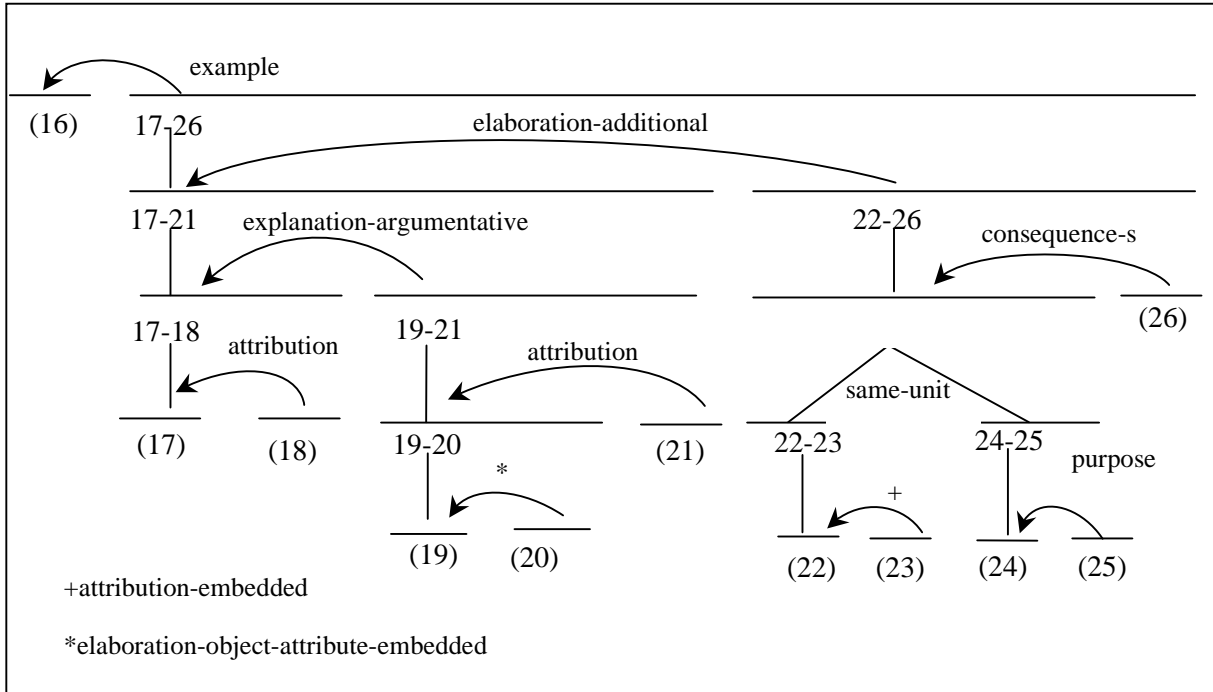 example
(16) 17-26
elaboration-additional
17-21 explanation-argumentative 22-26
consequence-s
(26)
17-18 19-21
attribution attribution
same-unit
(17) (18) 19-20 (21) 22-23 24-25
purpose
* +
(19) (20) (22) (23) (24) (25)
+attribution-embedded
*elaboration-object-attribute-embedded